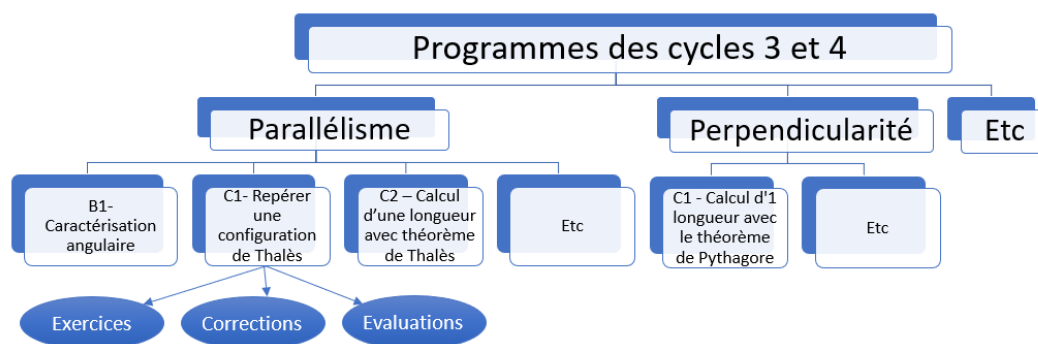 Programmes des cycles 3 et 4
Parallélisme
Perpendicularité
Etc
B1-
Caractérisation
angulaire
C1- Repérer
une
configuration
de Thalès
C2 – Calcul
d'une longueur
avec théorème
de Thalès
Etc
C1 - Calcul d'1
longueur avec
le théorème
de Pythagore
Etc
Exercices
Corrections
Evaluations